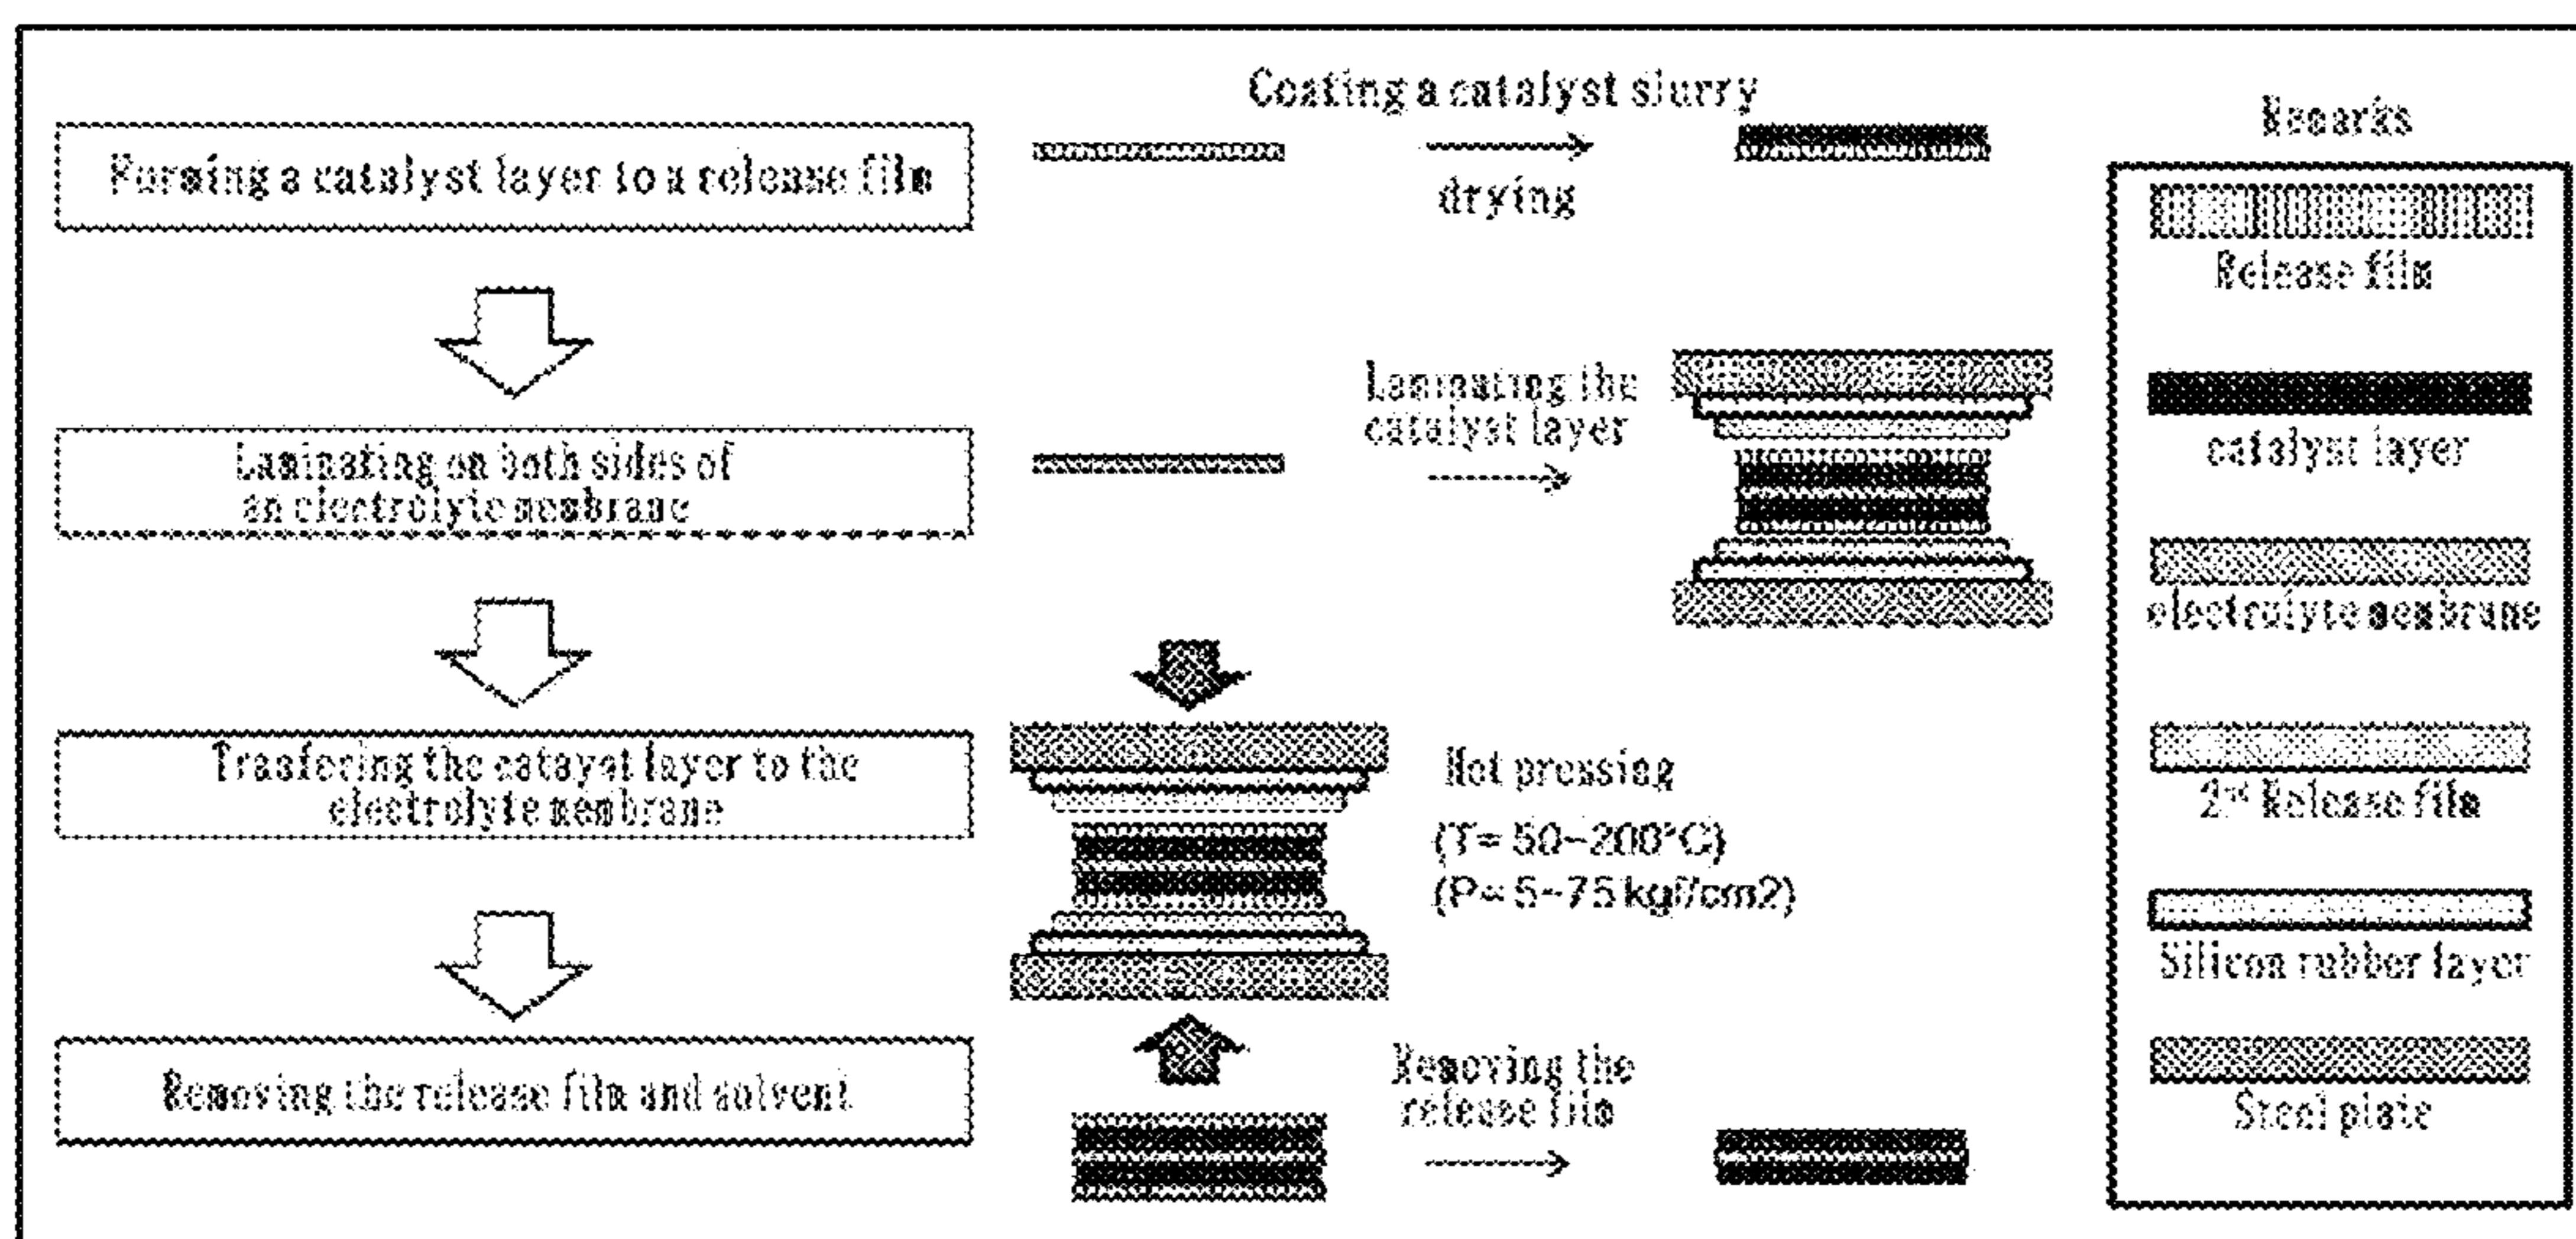 Forming a catalyst layer to a release film
Coating a catalyst slurry
drying
Laminating on both sides of
an electrolyte membrane
Laminating the
catalyst layer
Trasfering the catayst layer to the
electrolyte membrane
Hot pressing
(T= 50~200°C)
(P= 5~75 kgf/cm2)
Removing the release film and solvent
Removing the
release film
Remarks
Release film
catalyst layer
electrolyte membrane
Release film
Silicon rubber layer
Steel plate